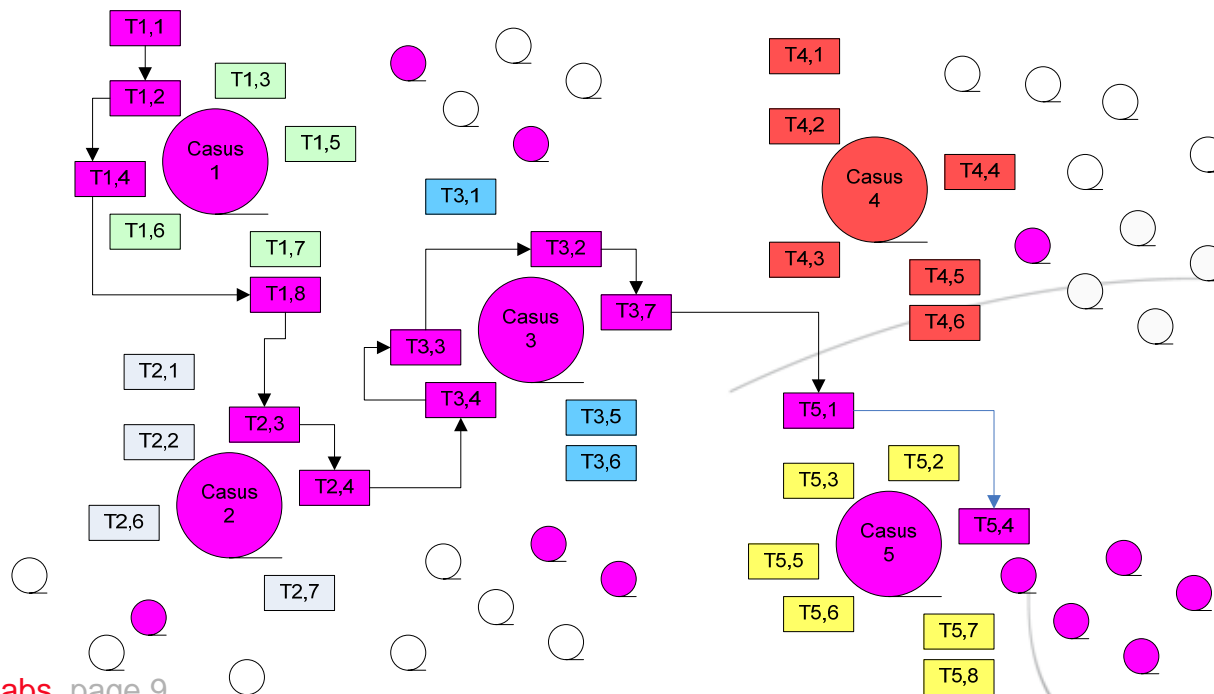 T1,1
T1,2
T1,3
T1,5
Casus
1
T1,4
T1,6
T1,7
T1,8
T2,1
T2,3
T2,2
T2,4
Casus
2
T2,6
T2,7
T3,1
T3,2
T3,7
Casus
3
T3,3
T3,4
T3,5
T3,6
T4,1
T4,2
Casus
4
T4,4
T4,3
T4,5
T4,6
T5,1
T5,2
T5,3
T5,4
Casus
5
T5,5
T5,6
T5,7
T5,8
abs page 9